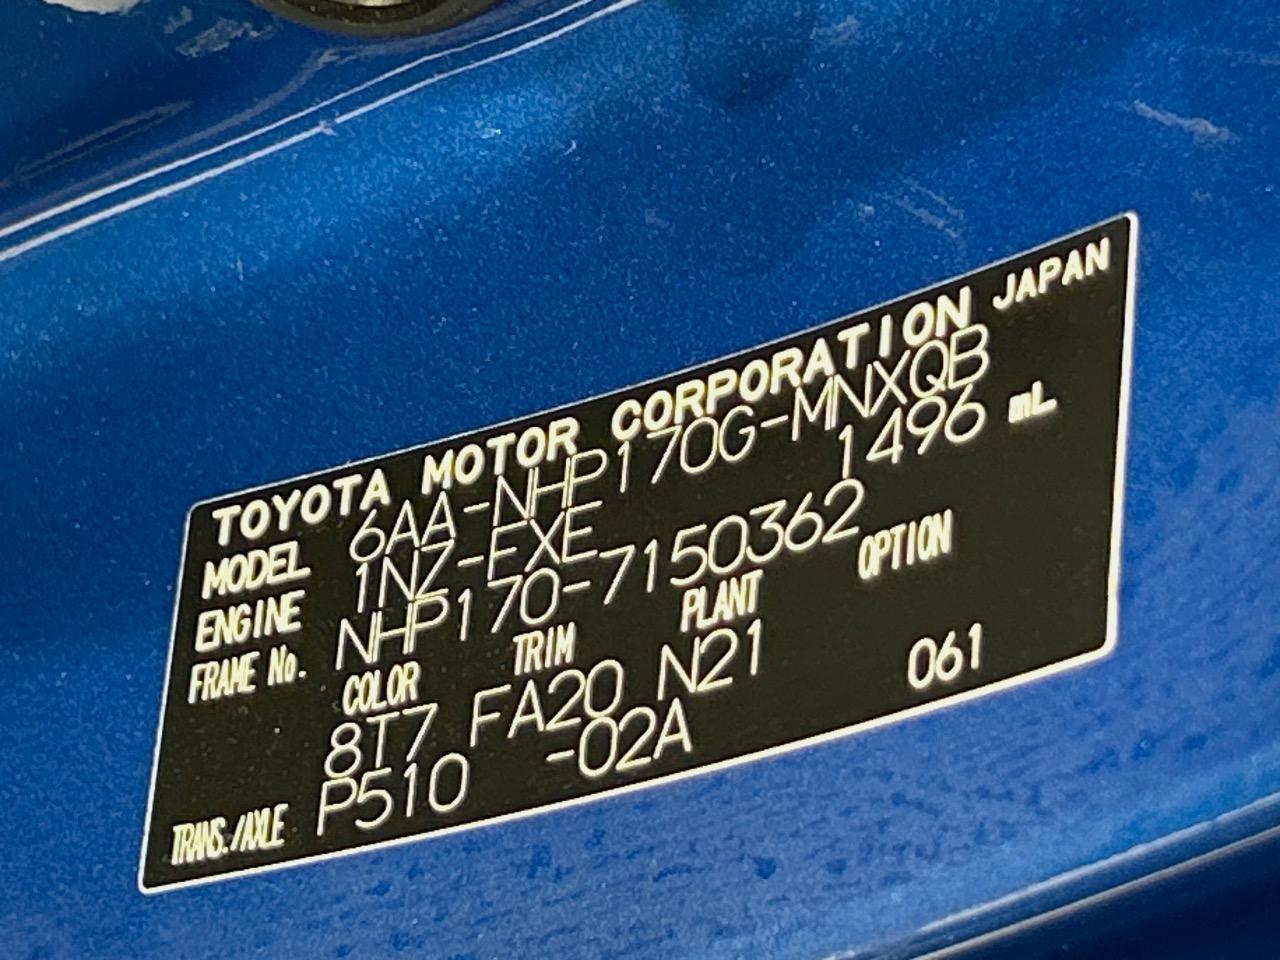 TOYOTA MOTOR CORPORATION JAPAN
MODEL 6AA-NHP170G-MNXQB
ENGINE 1NZ-FXE 1496 mL
FRAME No. NHP170-7150362
COLOR TRIM PLANT OPTION
8T7 FA20 N21 061
TRANS./AXLE P510 -02A